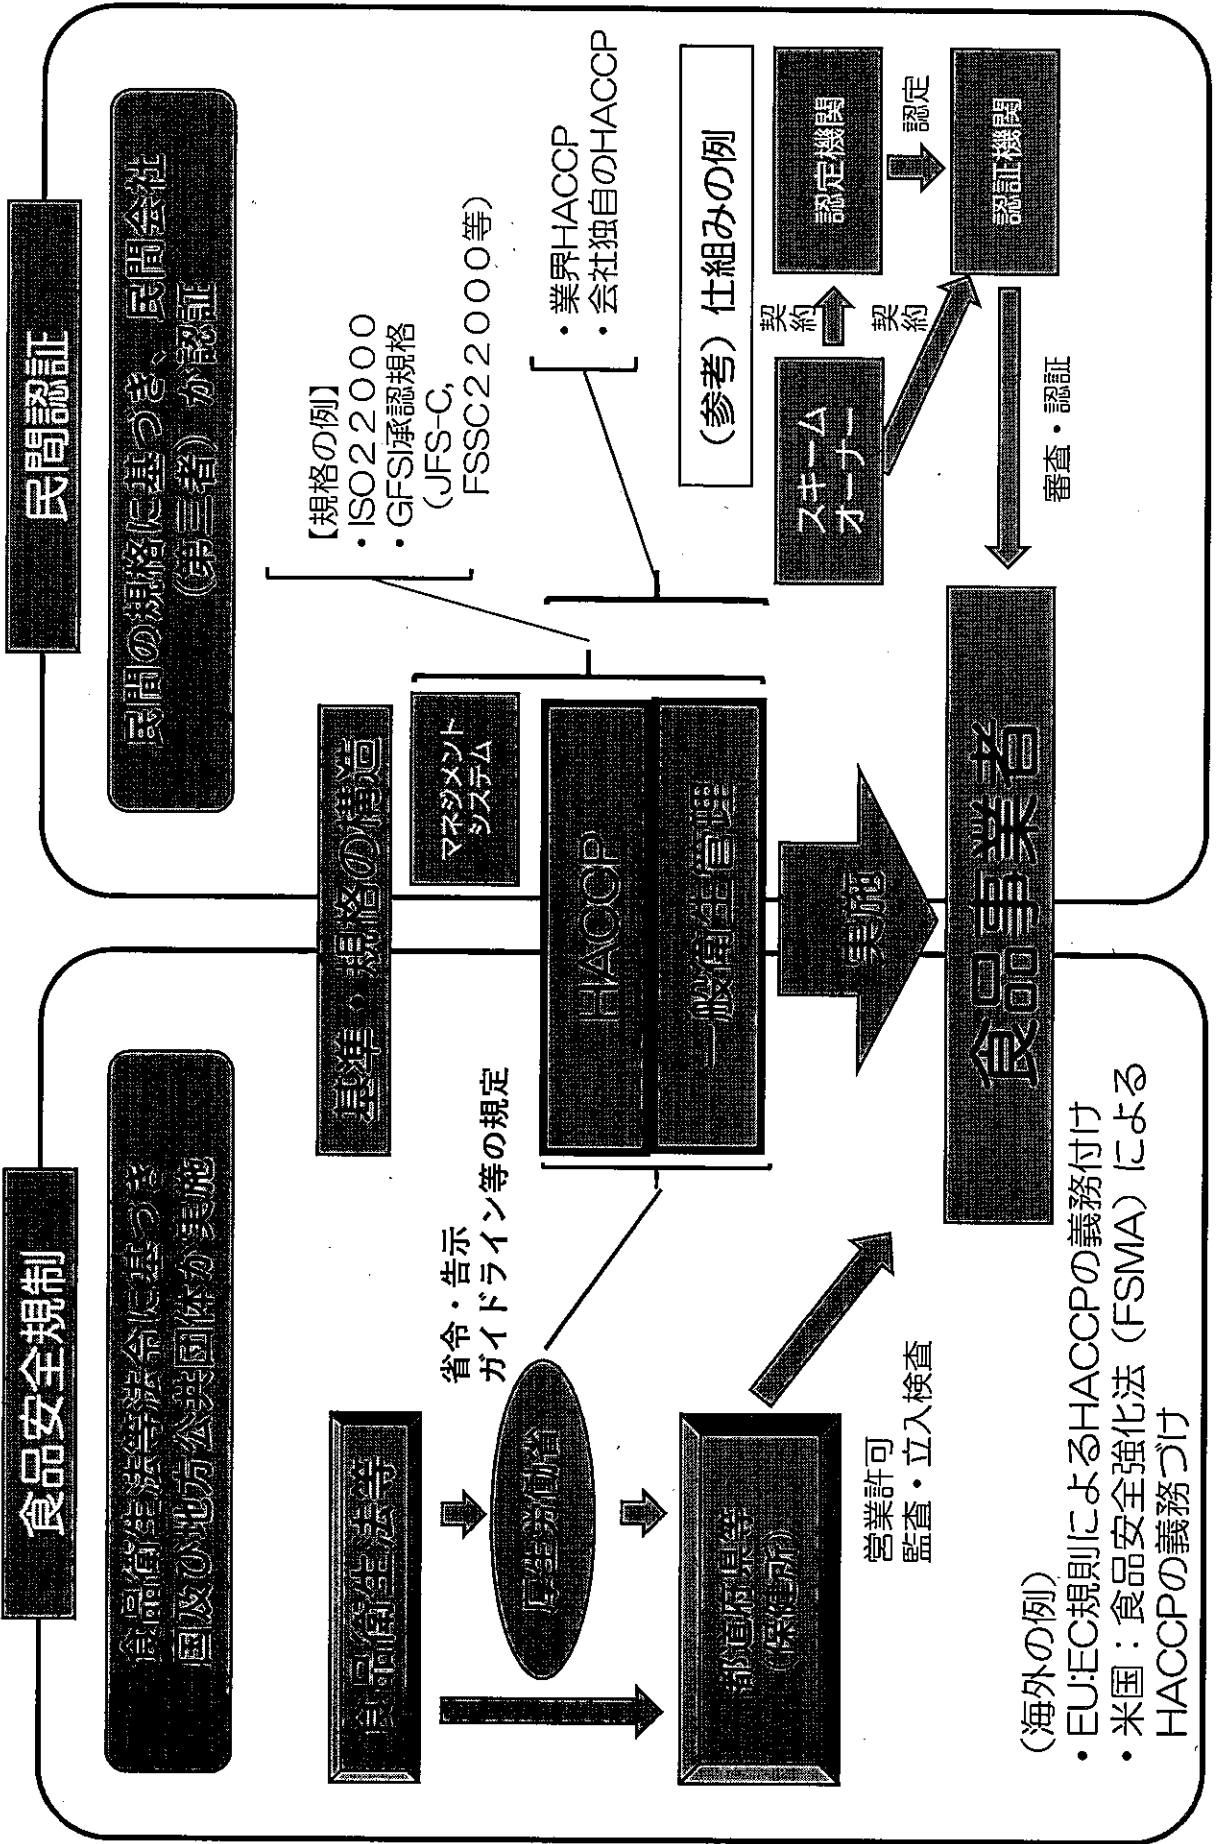 食品安全規制
食品衛生法等法令に基づき
国及び地方公共団体が実施
食品衛生法等
厚生労働省
都道府県等
(保健所)
省令・告示
ガイドライン等の規定
営業許可
監査・立入検査
(海外の例)
・EU:EC規則によるHACCPの義務付け
・米国:食品安全強化法(FSMA)による
HACCPの義務づけ
基準・規格の構造
マネジメント
システム
HACCP
一般衛生管理
実施
食品事業者
民間認証
民間の規格に基づき、民間会社
(第三者)が認証
【規格の例】
・ISO22000
・GFSI承認規格
(JFS-C,
FSSC22000等)
・業界HACCP
・会社独自のHACCP
(参考)仕組みの例
スキーム
オーナー
契約
契約
認定機関
認定
認証機関
審査・認証